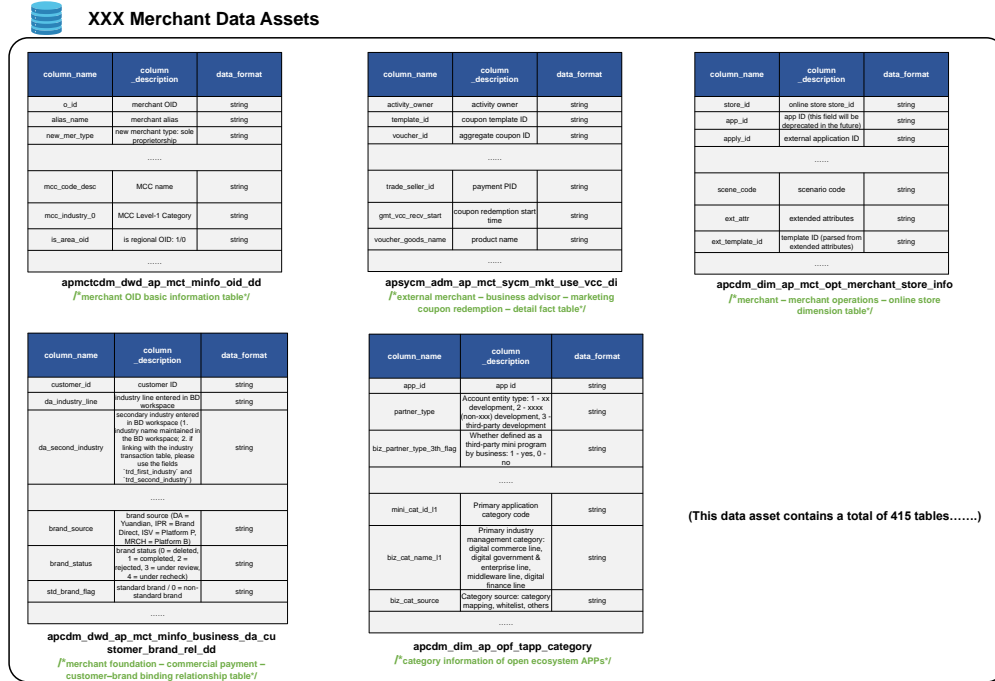 XXX Merchant Data Assets
column_name
column
_description
data_format
o_id
merchant OID
string
alias_name
merchant alias
string
new_mer_type
new merchant type: sole
proprietorship
string
......
mcc_code_desc
MCC name
string
mcc_industry_0
MCC Level-1 Category
string
is_area_oid
is regional OID: 1/0
string
......
apmctcdm_dwd_ap_mct_minfo_oid_dd
/*merchant OID basic information table*/
column_name
column
_description
data_format
activity_owner
activity owner
string
template_id
coupon template ID
string
voucher_id
aggregate coupon ID
string
......
trade_seller_id
payment PID
string
gmt_vcc_recv_start
coupon redemption start
time
string
voucher_goods_name
product name
string
......
apsycm_adm_ap_mct_sycm_mkt_use_vcc_di
/*external merchant – business advisor – marketing
coupon redemption – detail fact table*/
column_name
column
_description
data_format
store_id
online store store_id
string
app_id
app ID (this field will be
deprecated in the future)
string
apply_id
external application ID
string
......
scene_code
scenario code
string
ext_attr
extended attributes
string
ext_template_id
template ID (parsed from
extended attributes)
string
......
apcdm_dim_ap_mct_opt_merchant_store_info
/*merchant – merchant operations – online store
dimension table*/
column_name
column
_description
data_format
customer_id
customer ID
string
da_industry_line
industry line entered in BD
workspace
string
da_second_industry
secondary industry entered
in BD workspace (1.
industry name maintained in
the BD workspace; 2. if
linking with the industry
transaction table, please
use the fields
`trd_first_industry` and
`trd_second_industry`)
string
......
brand_source
brand source (DA =
Yuandian, IPR = Brand
Direct, ISV = Platform P,
MRCH = Platform B)
string
brand_status
brand status (0 = deleted,
1 = completed, 2 =
rejected, 3 = under review,
4 = under recheck)
string
std_brand_flag
standard brand / 0 = non-
standard brand
string
......
apcdm_dwd_ap_mct_minfo_business_da_cu
stomer_brand_rel_dd
/*merchant foundation – commercial payment –
customer–brand binding relationship table*/
column_name
column
_description
data_format
app_id
app id
string
partner_type
Account entity type: 1 - xx
development, 2 - xxxx
(non-xxx) development, 3 -
third-party development
string
biz_partner_type_3th_flag
Whether defined as a
third-party mini program
by business: 1 - yes, 0 -
no
string
......
mini_cat_id_l1
Primary application
category code
string
biz_cat_name_l1
Primary industry
management category:
digital commerce line,
digital government &
enterprise line,
middleware line, digital
finance line
string
biz_cat_source
Category source: category
mapping, whitelist, others
string
......
apcdm_dim_ap_opf_tapp_category
/*category information of open ecosystem APPs*/
(This data asset contains a total of 415 tables…….)